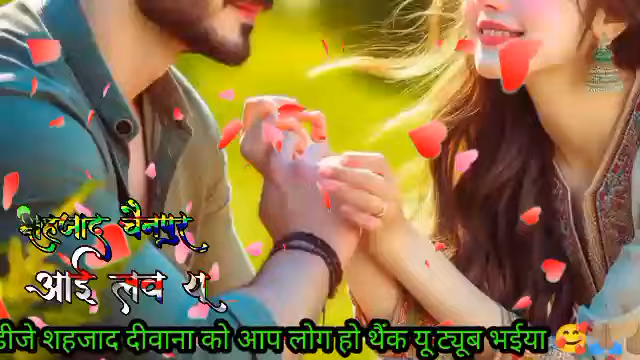 शहजाद चैनपुर
आई लव यू
डीजे शहजाद दीवाना को आप लोग हो थैंक यू ट्यूब भईया 🥰🙏